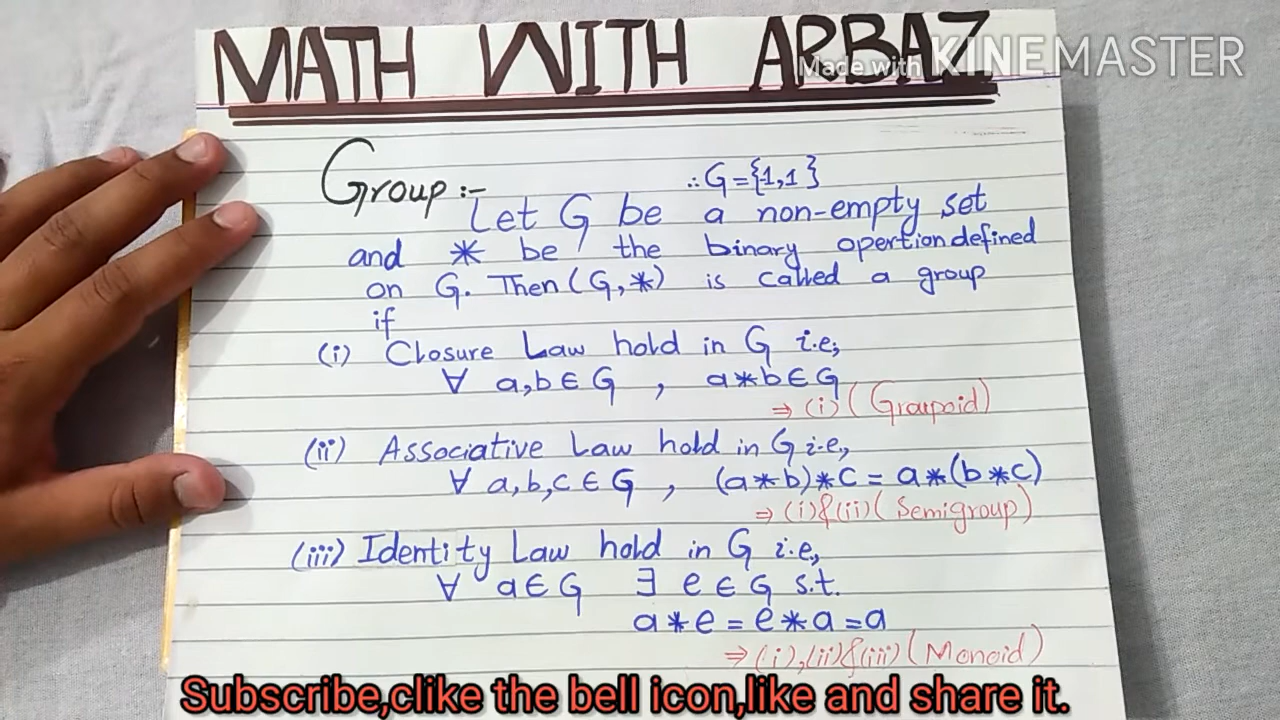 MATH WITH ARBAZ
Made with KINEMASTER
Group :-
∴ G = {1,1}
Let G be a non-empty set
and * be the binary opertion defined
on G. Then (G,*) is called a group
if
(i) Closure Law hold in G i.e;
∀ a,b ∈ G , a*b ∈ G
⇒ (i) (Groupoid)
(ii) Associative Law hold in G i.e,
∀ a,b,c ∈ G , (a*b)*c = a*(b*c)
⇒ (i)&(ii) (Semigroup)
(iii) Identity Law hold in G i.e,
∀ a ∈ G ∃ e ∈ G s.t.
a*e = e*a = a
⇒ (i),(ii)&(iii) (Monoid)
Subscribe,clike the bell icon,like and share it.